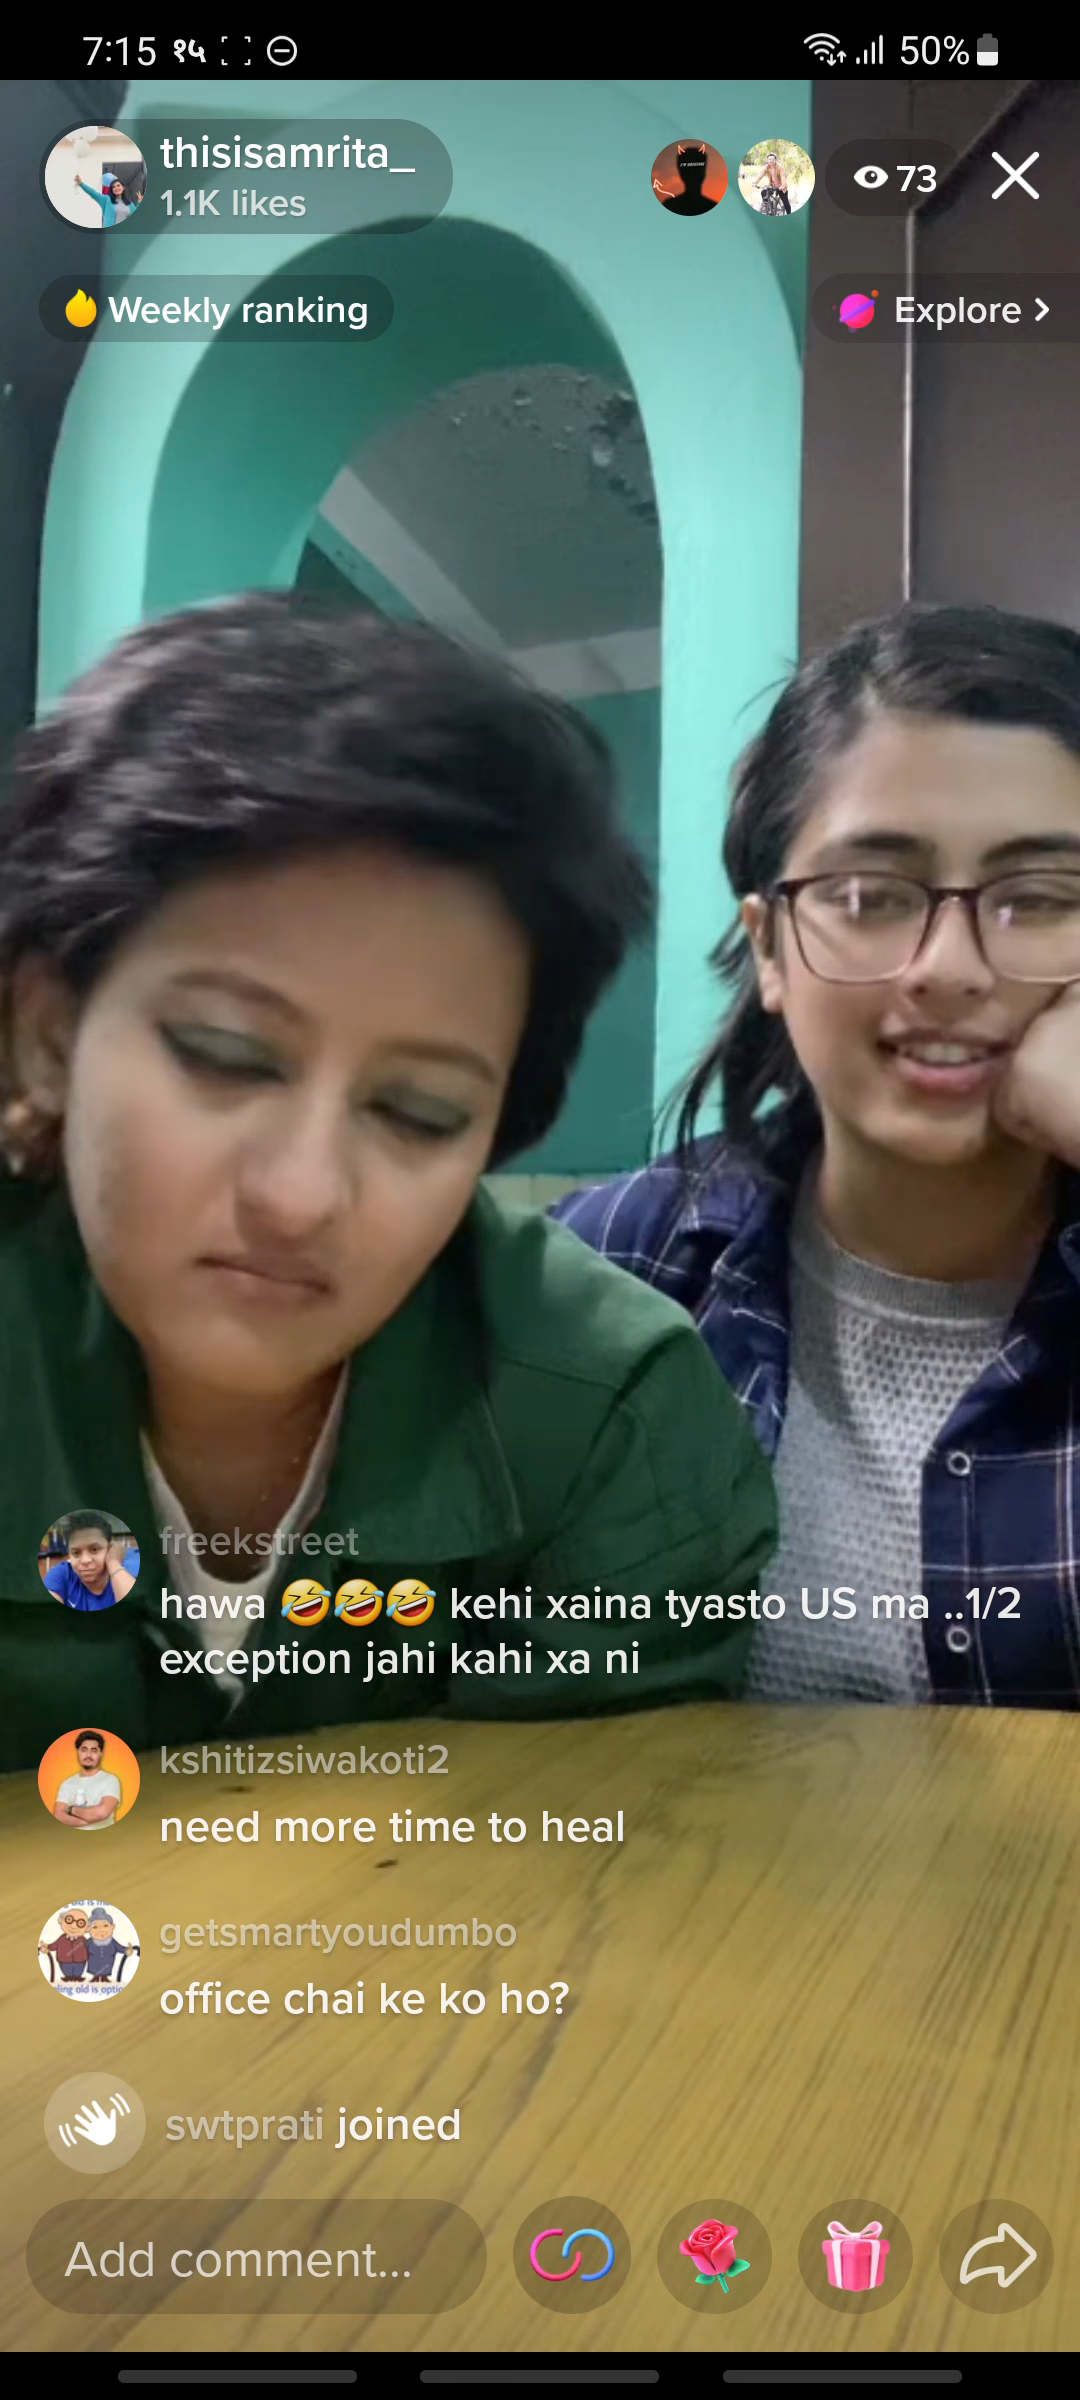 7:15 १५ 50%
thisisamrita_
1.1K likes
73
Weekly ranking
Explore
freekstreet
hawa 🤣🤣🤣 kehi xaina tyasto US ma ..1/2
exception jahi kahi xa ni
kshitizsiwakoti2
need more time to heal
getsmartyoudumbo
office chai ke ko ho?
swtprati joined
Add comment...